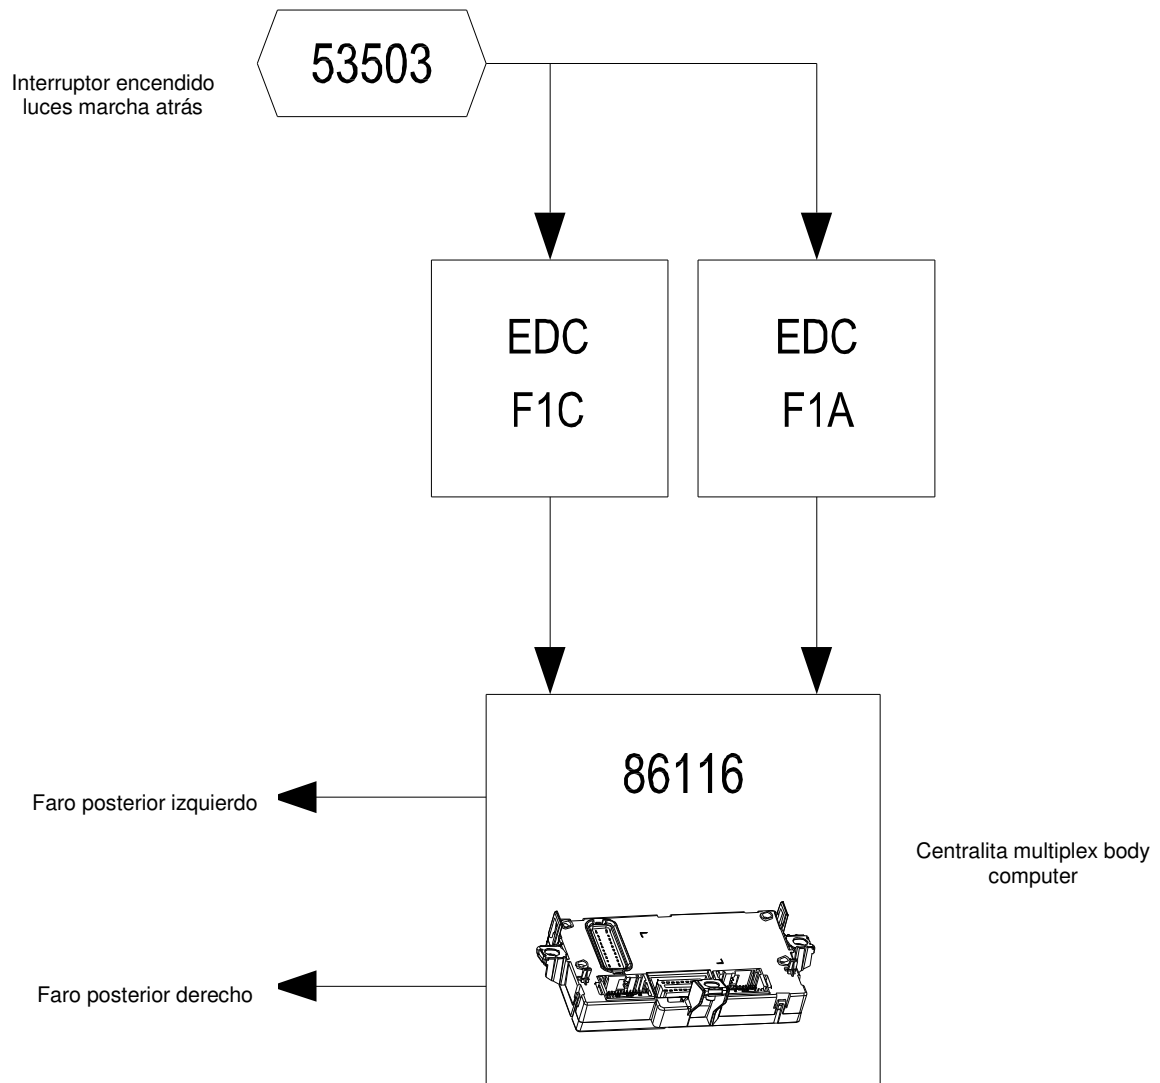 53503
Interruptor encendido
luces marcha atrás
EDC
F1C
EDC
F1A
86116
Faro posterior izquierdo
Centralita multiplex body
computer
Faro posterior derecho